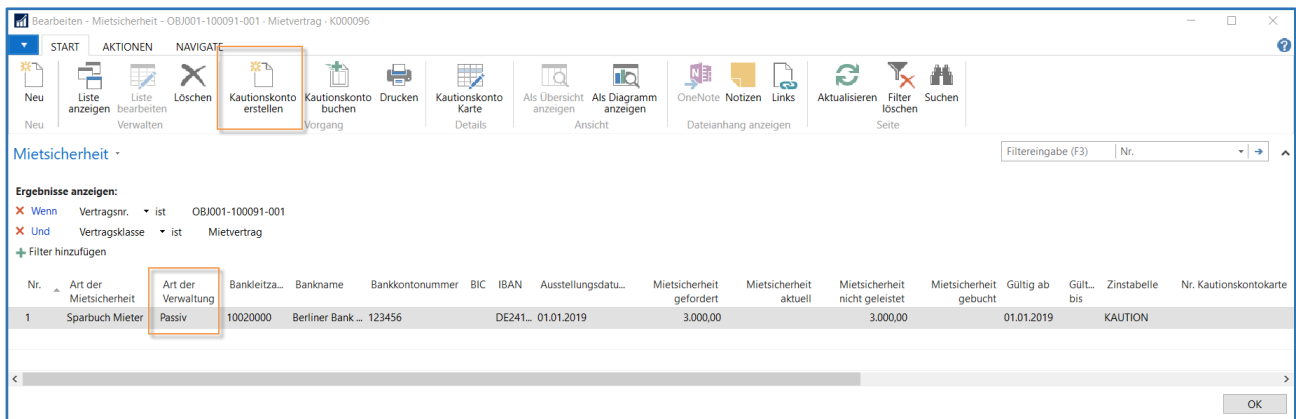 Bearbeiten - Mietsicherheit - OBJ001-100091-001 · Mietvertrag · K000096
START AKTIONEN NAVIGATE
Neu Liste anzeigen Liste bearbeiten Löschen Kautionskonto erstellen Kautionskonto buchen Drucken Kautionskonto Karte Als Übersicht anzeigen Als Diagramm anzeigen OneNote Notizen Links Aktualisieren Filter löschen Suchen
Neu Verwalten Vorgang Details Ansicht Dateianhang anzeigen Seite
Mietsicherheit Filtereingabe (F3) Nr.
Ergebnisse anzeigen:
Wenn Vertragsnr. ist OBJ001-100091-001
Und Vertragsklasse ist Mietvertrag
Filter hinzufügen
Nr. Art der Mietsicherheit Art der Verwaltung Bankleitza... Bankname Bankkontonummer BIC IBAN Ausstellungsdatu... Mietsicherheit gefordert Mietsicherheit aktuell Mietsicherheit nicht geleistet Mietsicherheit gebucht Gültig ab Gült... bis Zinstabelle Nr. Kautionskontokarte
1 Sparbuch Mieter Passiv 10020000 Berliner Bank ... 123456 DE241... 01.01.2019 3.000,00 3.000,00 01.01.2019 KAUTION
OK